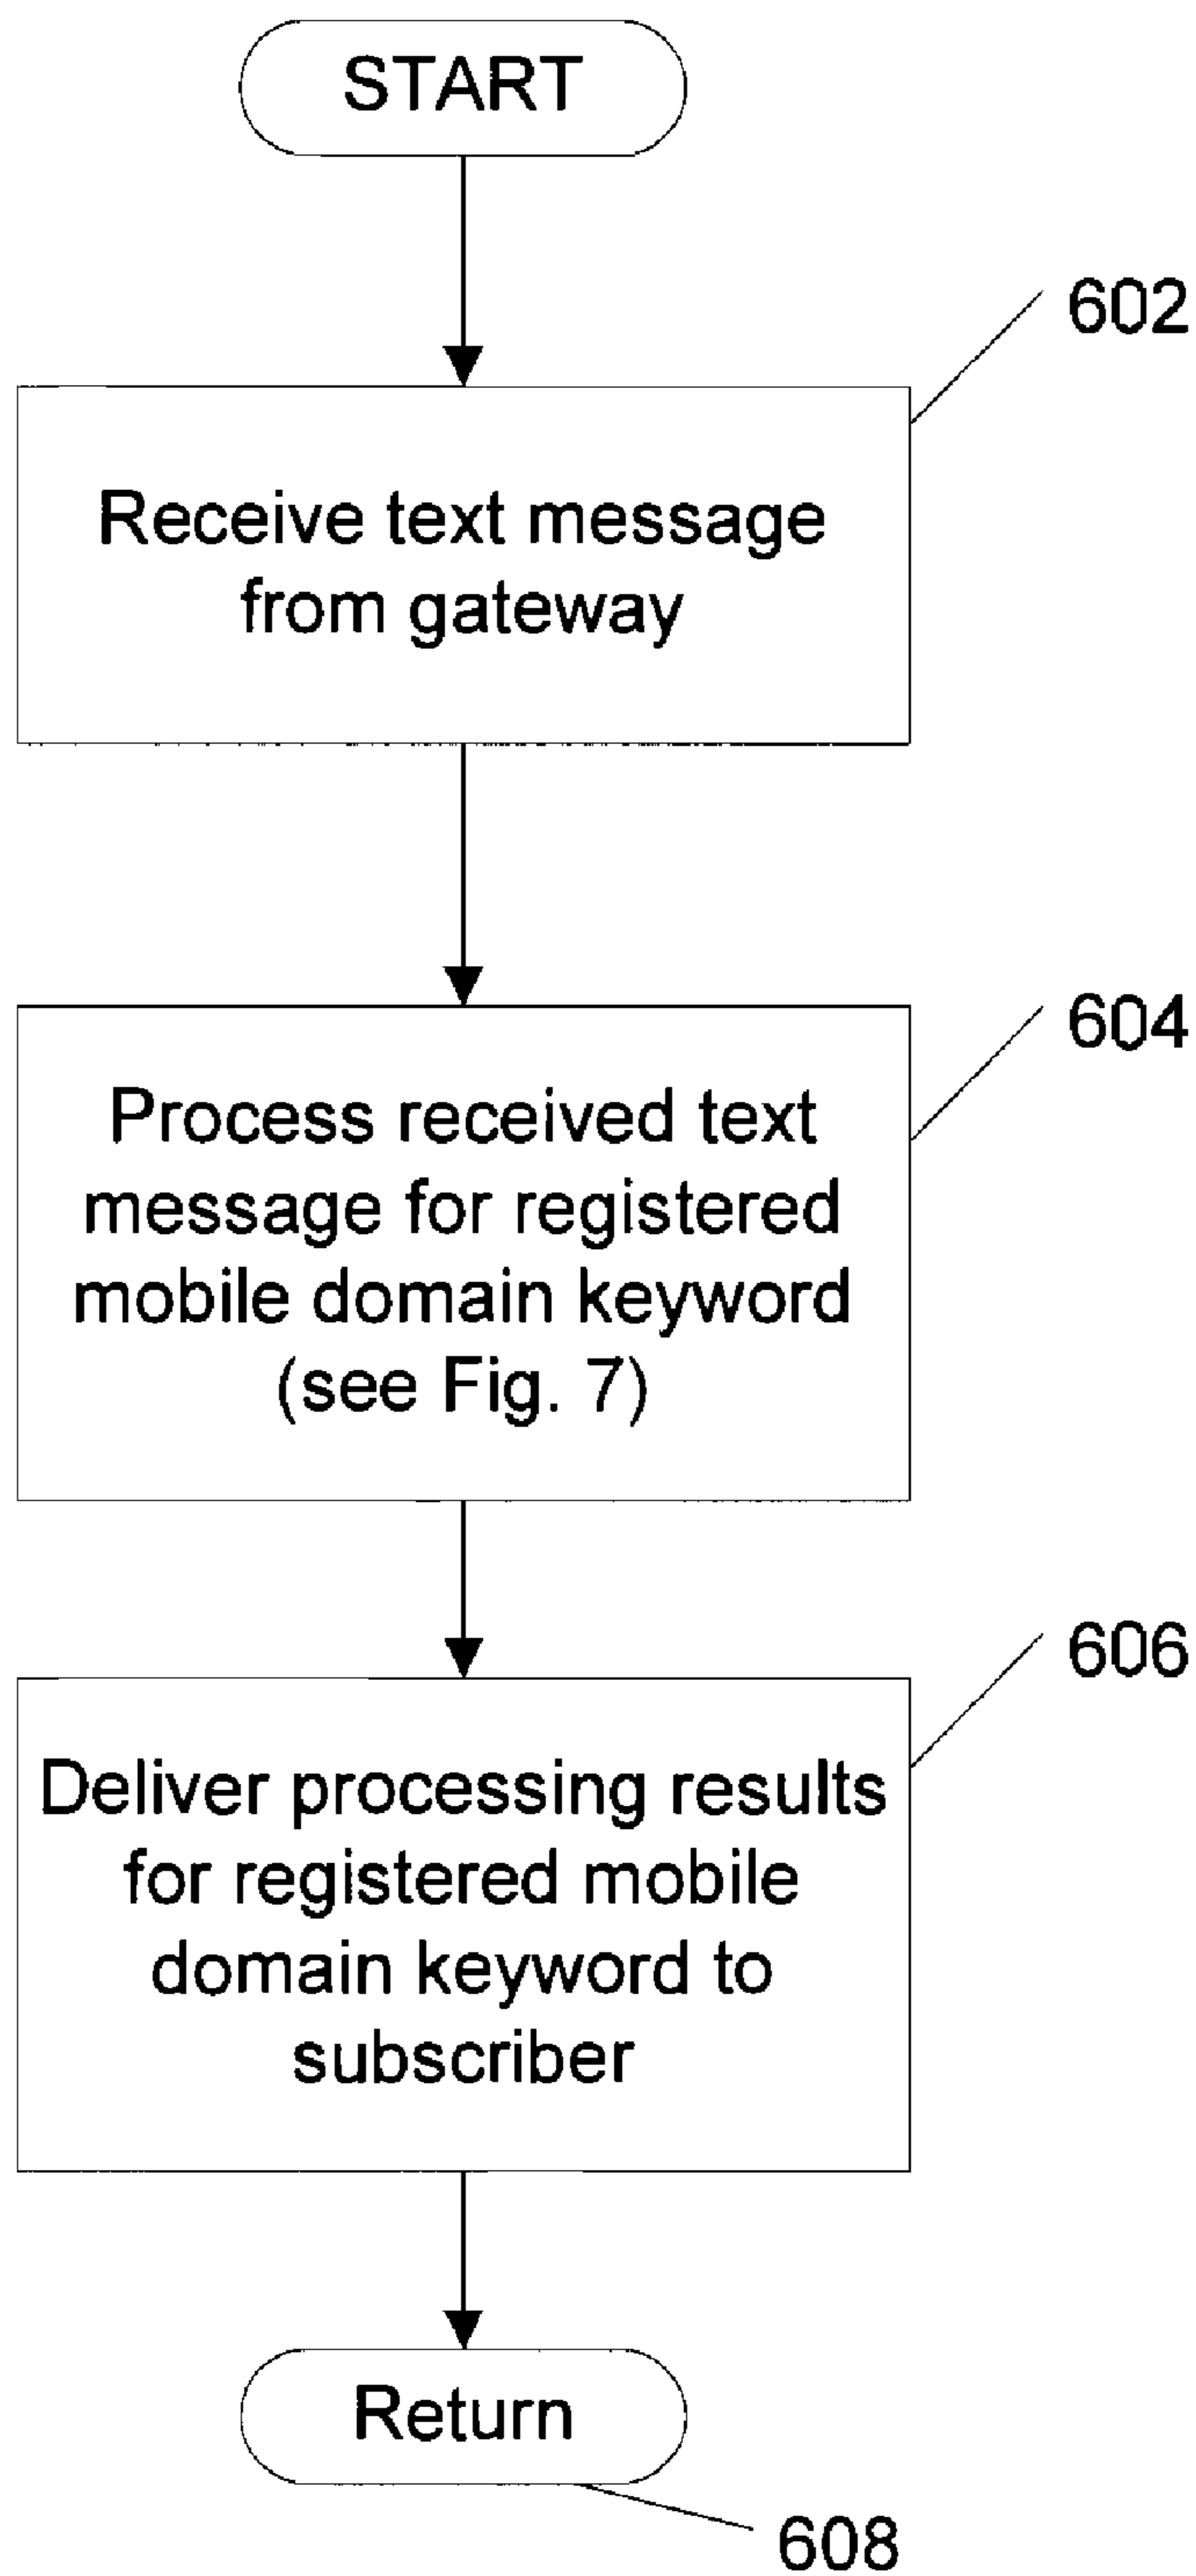 START
602
Receive text message
from gateway
604
Process received text
message for registered
mobile domain keyword
(see Fig. 7)
606
Deliver processing results
for registered mobile
domain keyword to
subscriber
Return
608